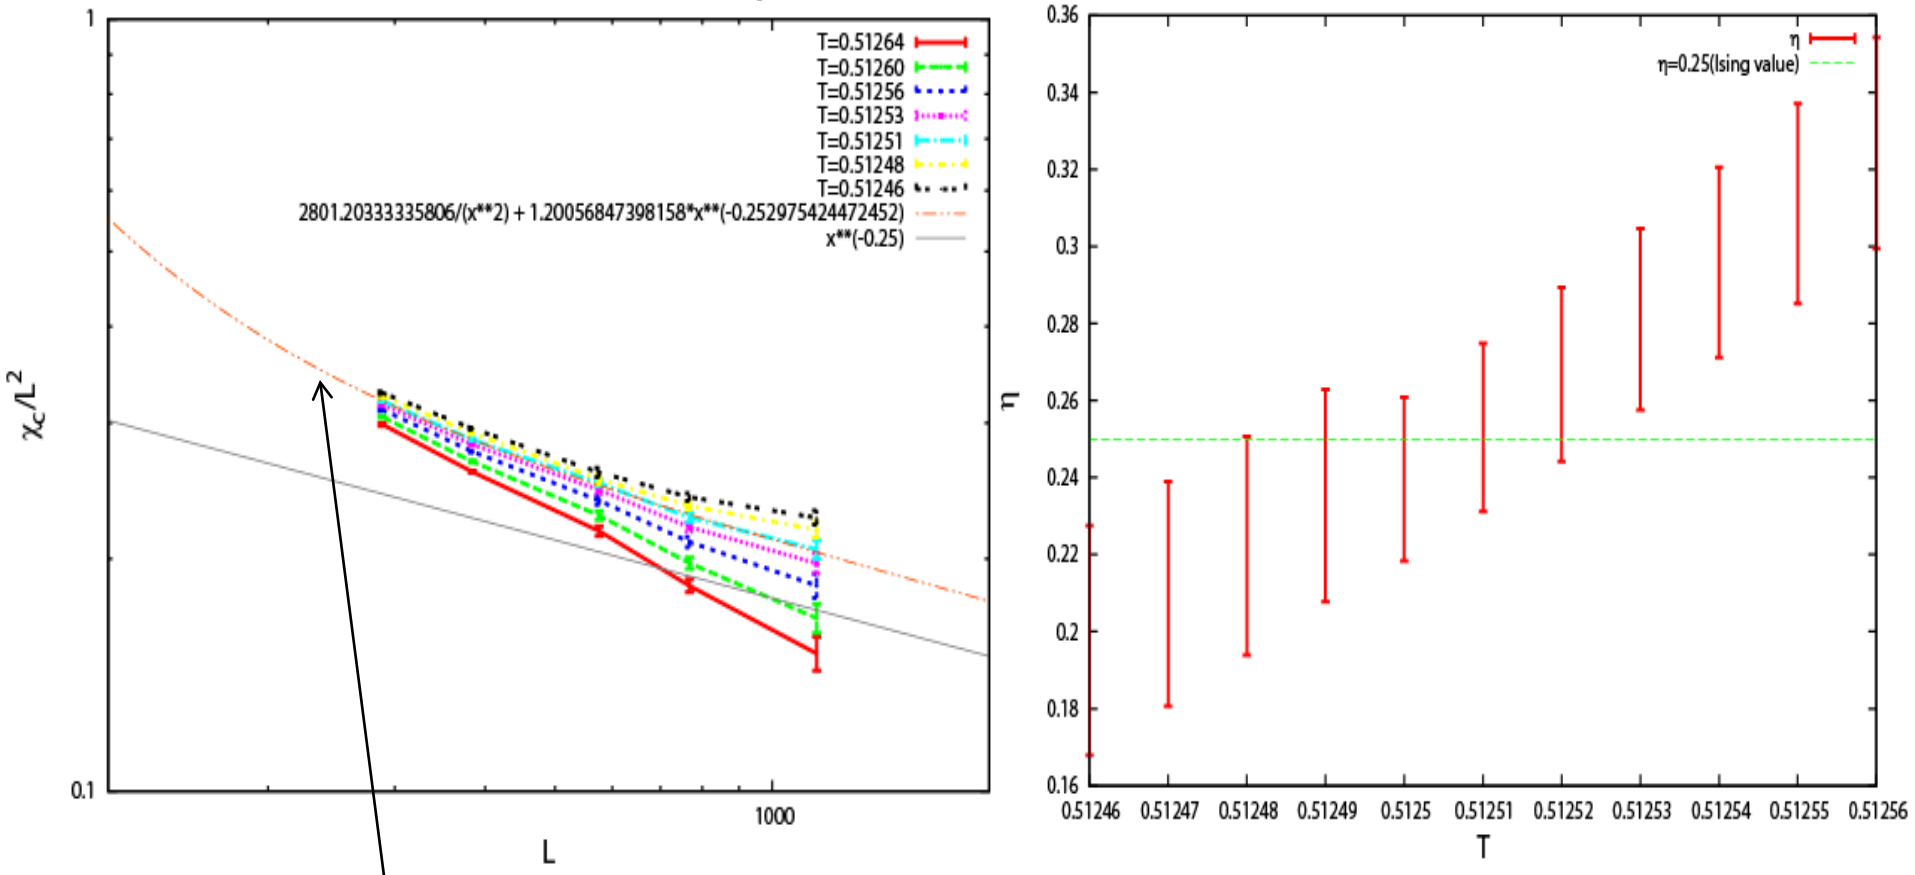 1
T=0.51264
T=0.51260
T=0.51256
T=0.51253
T=0.51251
T=0.51248
T=0.51246
2801.20333335806/(x**2) + 1.20056847398158*x**(-0.252975424472452)
x**(-0.25)
χc/L²
0.1
1000
L
0.36
η
η=0.25(Ising value)
0.34
0.32
0.3
0.28
0.26
η
0.24
0.22
0.2
0.18
0.16
0.51246 0.51247 0.51248 0.51249 0.5125 0.51251 0.51252 0.51253 0.51254 0.51255 0.51256
T